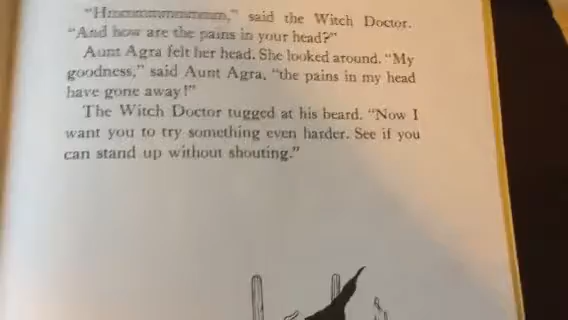 "Hmmmmmmmmmm," said the Witch Doctor.
"And how are the pains in your head?"
Aunt Agra felt her head. She looked around. "My
goodness," said Aunt Agra, "the pains in my head
have gone away!"
The Witch Doctor tugged at his beard. "Now I
want you to try something even harder. See if you
can stand up without shouting."